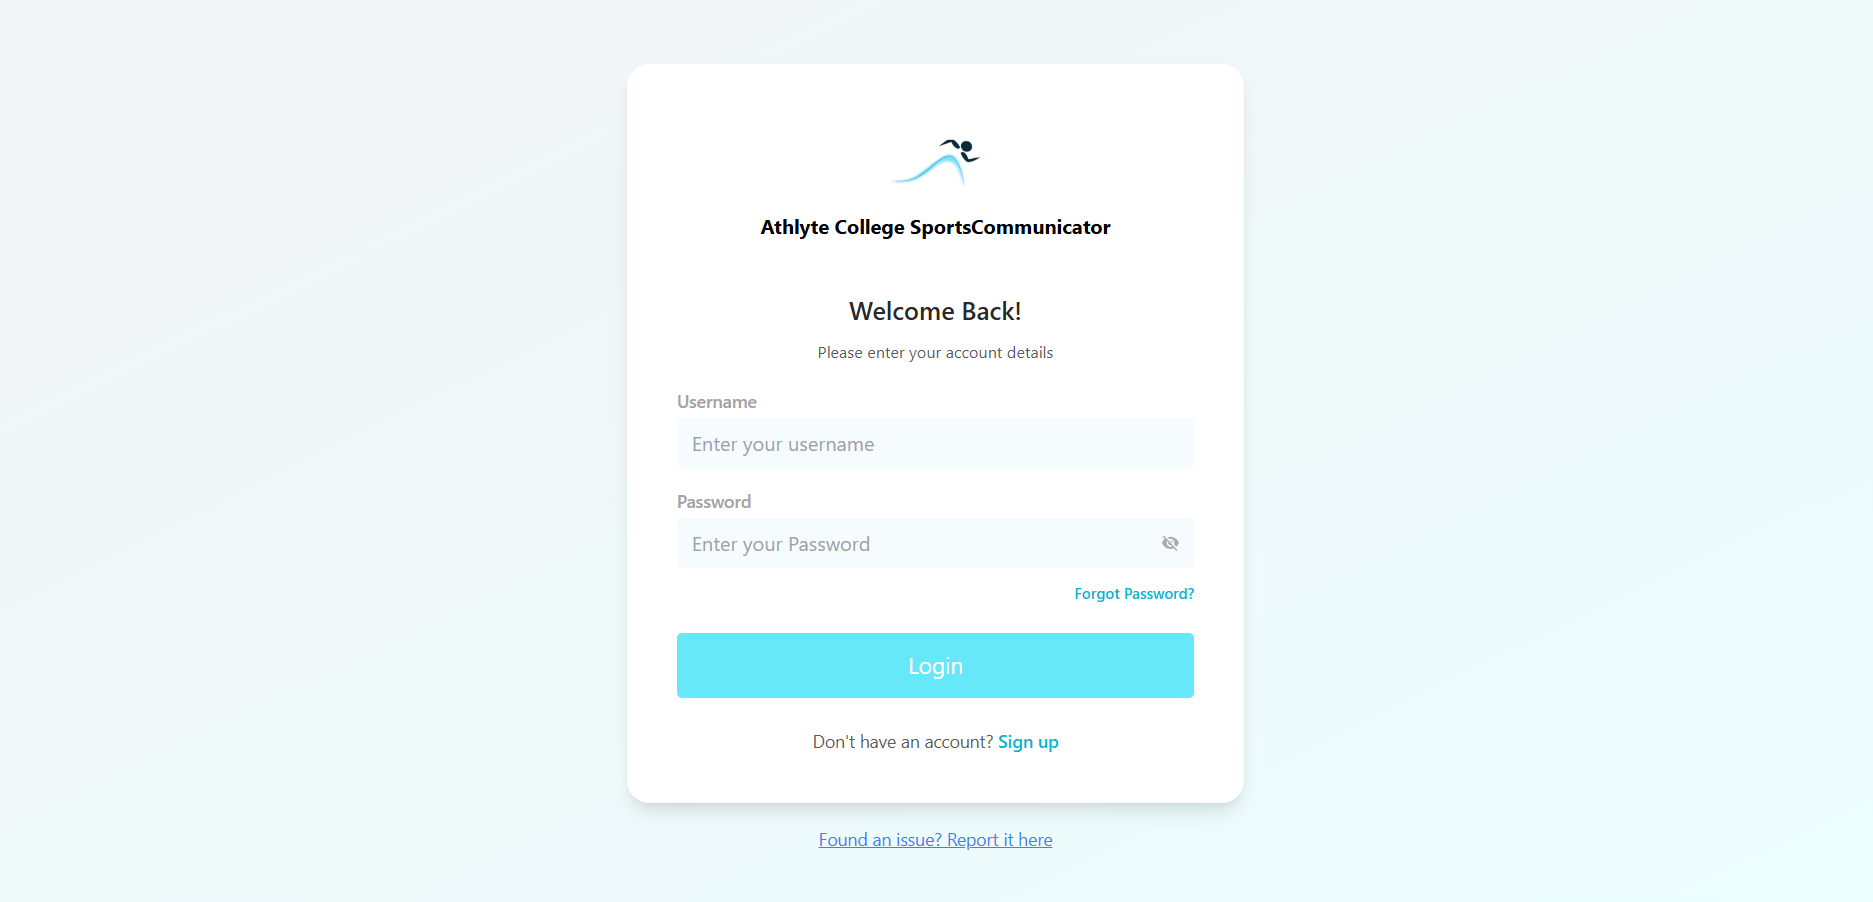 Athlyte College SportsCommunicator
Welcome Back!
Please enter your account details
Username
Enter your username
Password
Enter your Password
Forgot Password?
Login
Don't have an account? Sign up
Found an issue? Report it here